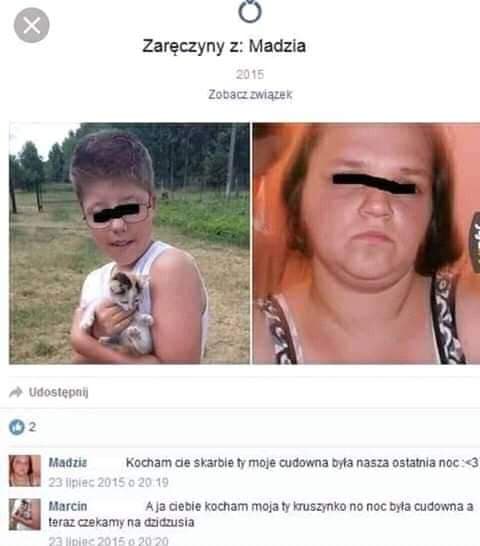 Zaręczyny z: Madzia
2015
Zobacz związek
Udostępnij
2
Madzia Kocham cie skarbie ty moje cudowna była nasza ostatnia noc :<3
23 lipiec 2015 o 20:19
Marcin A ja ciebie kocham moja ty kruszynko no noc była cudowna a
teraz czekamy na dzidzusia
23 lipiec 2015 o 20:20